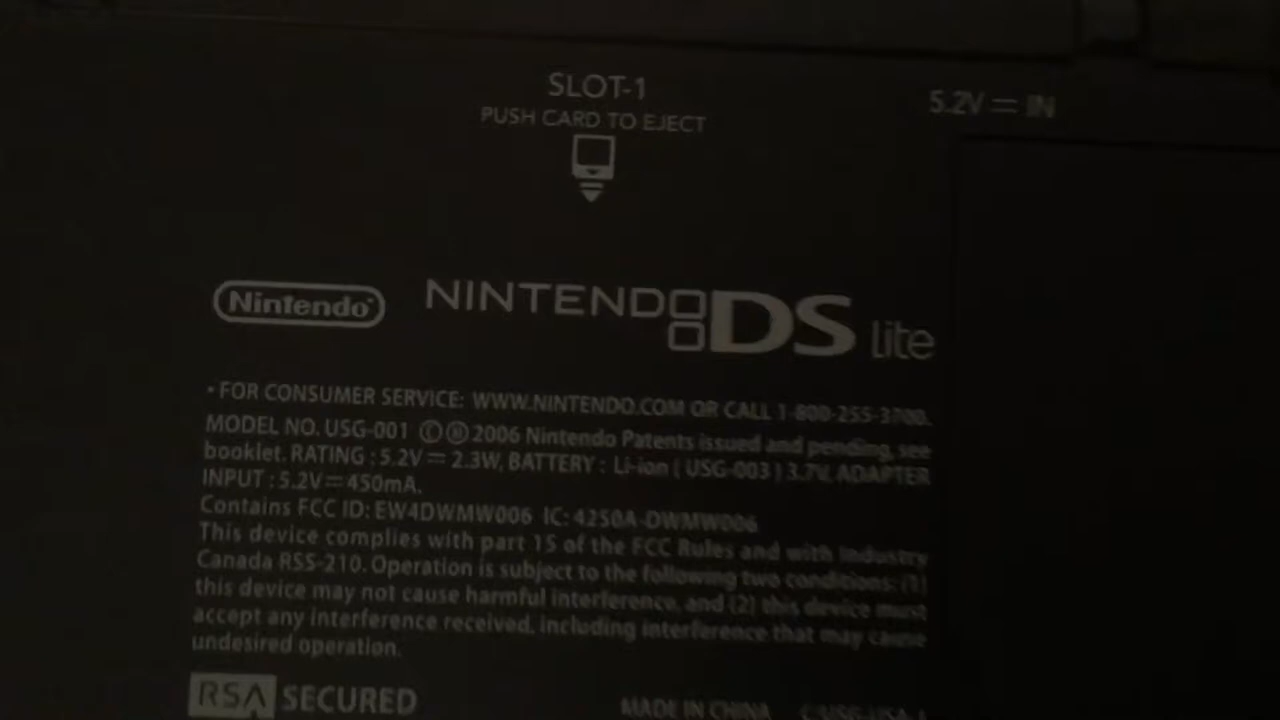 SLOT-1
PUSH CARD TO EJECT
5.2V ⎓ IN
Nintendo
NINTENDO DS lite
• FOR CONSUMER SERVICE: WWW.NINTENDO.COM OR CALL 1-800-255-3700.
MODEL NO. USG-001 Ⓒ Ⓜ 2006 Nintendo Patents issued and pending, see
booklet. RATING : 5.2V ⎓ 2.3W, BATTERY : Li-ion ( USG-003 ) 3.7V, ADAPTER
INPUT : 5.2V ⎓ 450mA.
Contains FCC ID: EW4DWMW006 IC: 4250A-DWMW006
This device complies with part 15 of the FCC Rules and with Industry
Canada RSS-210. Operation is subject to the following two conditions: (1)
this device may not cause harmful interference, and (2) this device must
accept any interference received, including interference that may cause
undesired operation.
RSA SECURED
MADE IN CHINA